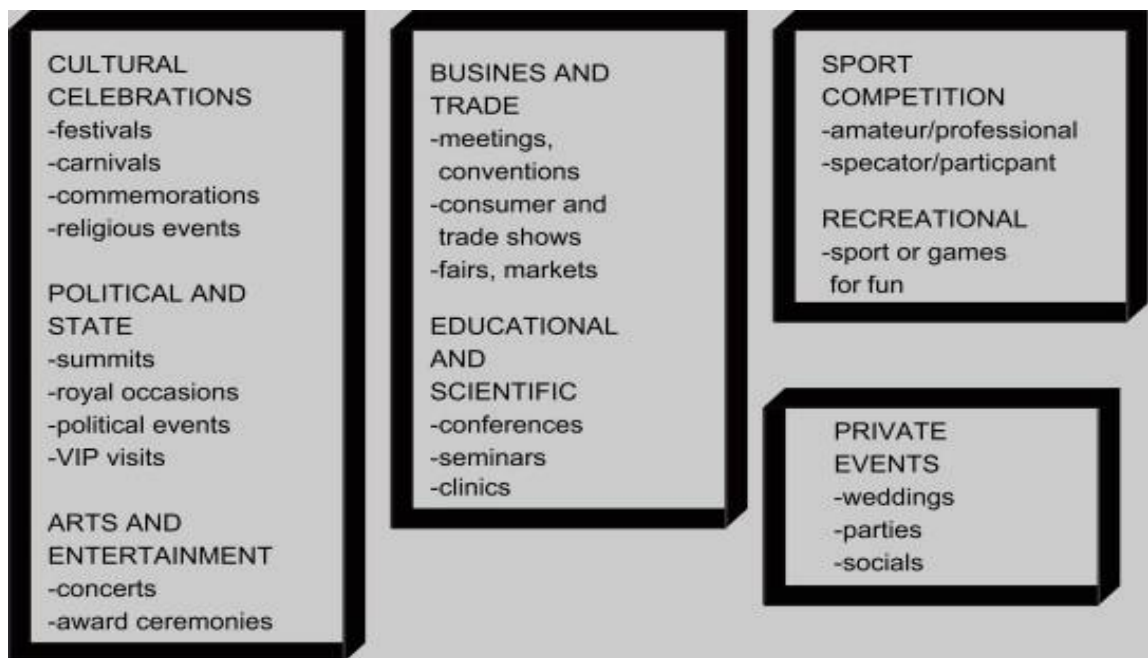 CULTURAL
CELEBRATIONS
-festivals
-carnivals
-commemorations
-religious events
POLITICAL AND
STATE
-summits
-royal occasions
-political events
-VIP visits
ARTS AND
ENTERTAINMENT
-concerts
-award ceremonies
BUSINES AND
TRADE
-meetings,
conventions
-consumer and
trade shows
-fairs, markets
EDUCATIONAL
AND
SCIENTIFIC
-conferences
-seminars
-clinics
SPORT
COMPETITION
-amateur/professional
-specator/particpant
RECREATIONAL
-sport or games
for fun
PRIVATE
EVENTS
-weddings
-parties
-socials